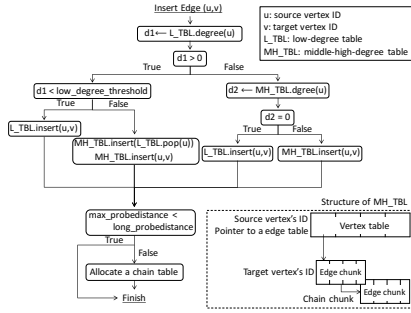 Insert Edge (u,v)
d1← L_TBL.degree(u)
d1 > 0
True
False
d1 < low_degree_threshold
d2 ← MH_TBL.dgree(u)
True
False
d2 = 0
True
False
L_TBL.insert(u,v)
MH_TBL.insert(L_TBL.pop(u))
MH_TBL.insert(u,v)
L_TBL.insert(u,v)
MH_TBL.insert(u,v)
max_probedistance <
long_probedistance
True
False
Allocate a chain table
Finish
u: source vertex ID
v: target vertex ID
L_TBL: low-degree table
MH_TBL: middle-high-degree table
Structure of MH_TBL
Source vertex's ID
Pointer to a edge table
Vertex table
Target vertex's ID
Edge chunk
Edge chunk
Chain chunk